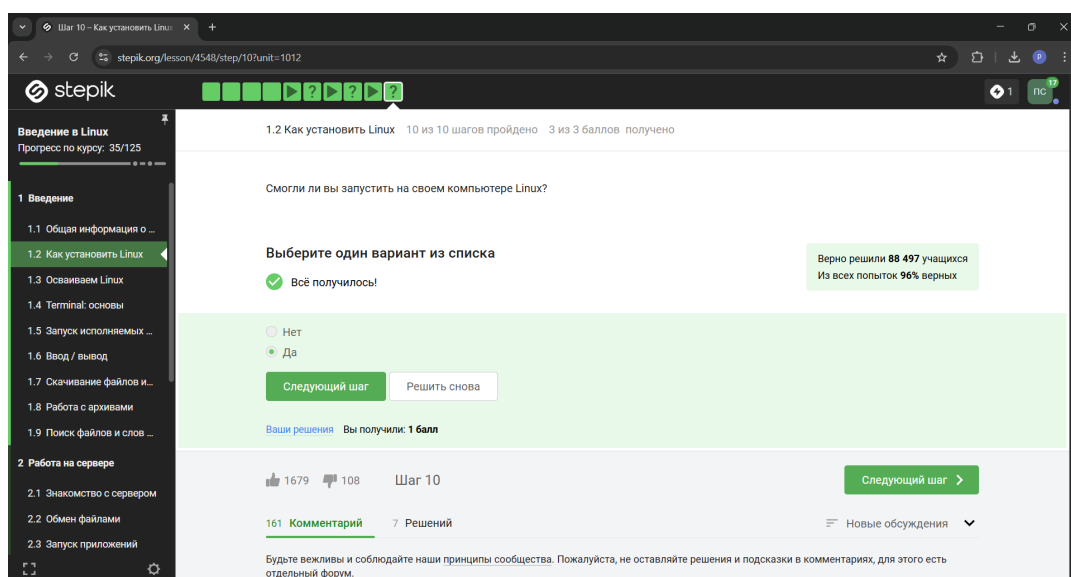 Шаг 10 – Как установить Linu
stepik.org/lesson/4548/step/10?unit=1012
P
stepik
?
?
?
1
ПС
17
Введение в Linux
Прогресс по курсу: 35/125
1 Введение
1.1 Общая информация о ...
1.2 Как установить Linux
1.3 Осваиваем Linux
1.4 Terminal: основы
1.5 Запуск исполняемых ...
1.6 Ввод / вывод
1.7 Скачивание файлов и...
1.8 Работа с архивами
1.9 Поиск файлов и слов ...
2 Работа на сервере
2.1 Знакомство с сервером
2.2 Обмен файлами
2.3 Запуск приложений
1.2 Как установить Linux 10 из 10 шагов пройдено 3 из 3 баллов получено
Смогли ли вы запустить на своем компьютере Linux?
Выберите один вариант из списка
Всё получилось!
Верно решили 88 497 учащихся
Из всех попыток 96% верных
Нет
Да
Следующий шаг Решить снова
Ваши решения Вы получили: 1 балл
1679 108 Шаг 10 Следующий шаг
161 Комментарий 7 Решений Новые обсуждения
Будьте вежливы и соблюдайте наши принципы сообщества. Пожалуйста, не оставляйте решения и подсказки в комментариях, для этого есть
отдельный форум.